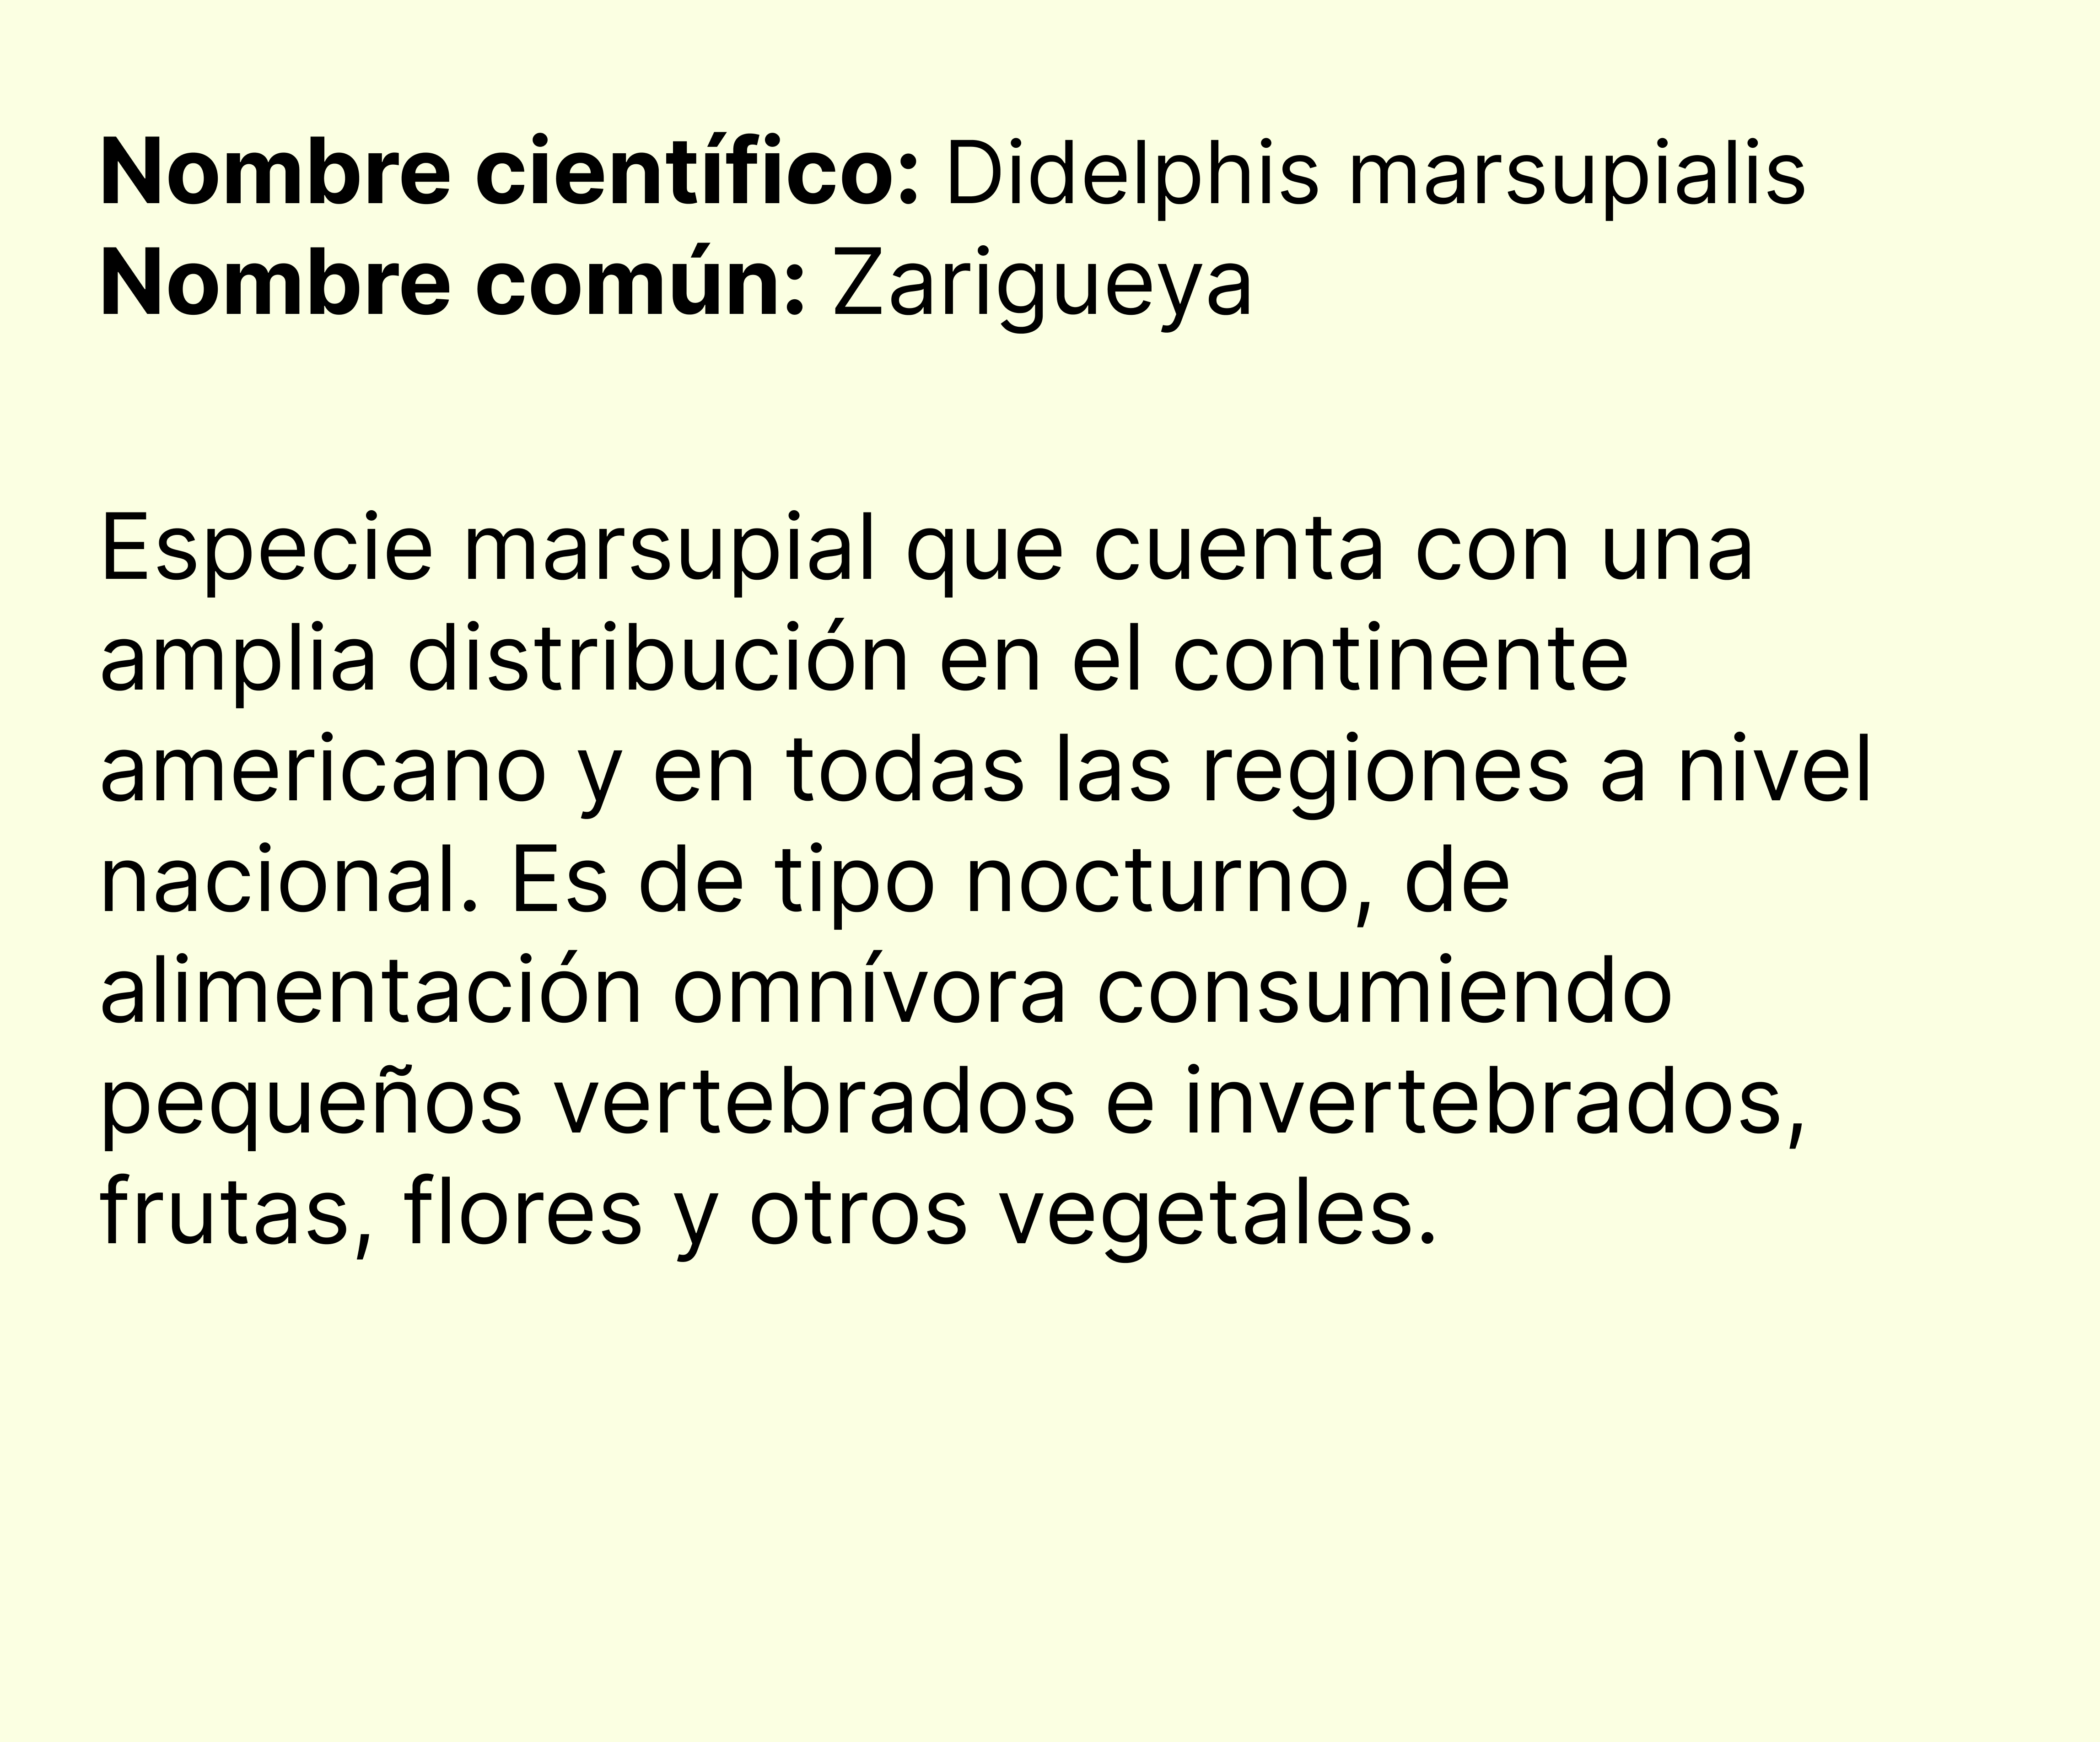 Nombre científico: Didelphis marsupialis
Nombre común: Zarigueya
Especie marsupial que cuenta con una
amplia distribución en el continente
americano y en todas las regiones a nivel
nacional. Es de tipo nocturno, de
alimentación omnívora consumiendo
pequeños vertebrados e invertebrados,
frutas, flores y otros vegetales.